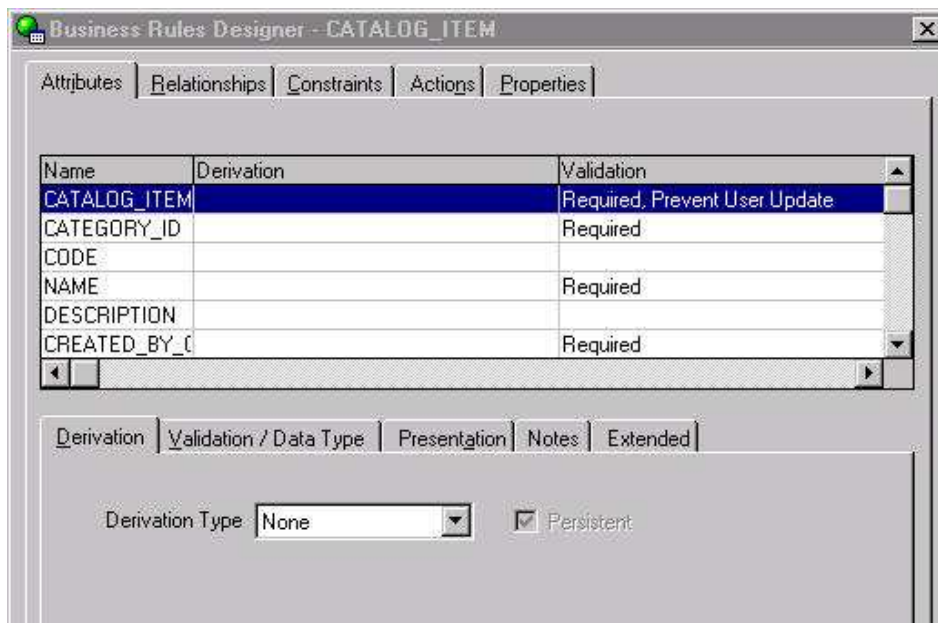 Business Rules Designer - CATALOG_ITEM
Attributes Relationships Constraints Actions Properties
Name Derivation Validation
CATALOG_ITEM Required, Prevent User Update
CATEGORY_ID Required
CODE
NAME Required
DESCRIPTION
CREATED_BY_C Required
Derivation Validation / Data Type Presentation Notes Extended
Derivation Type None Persistent